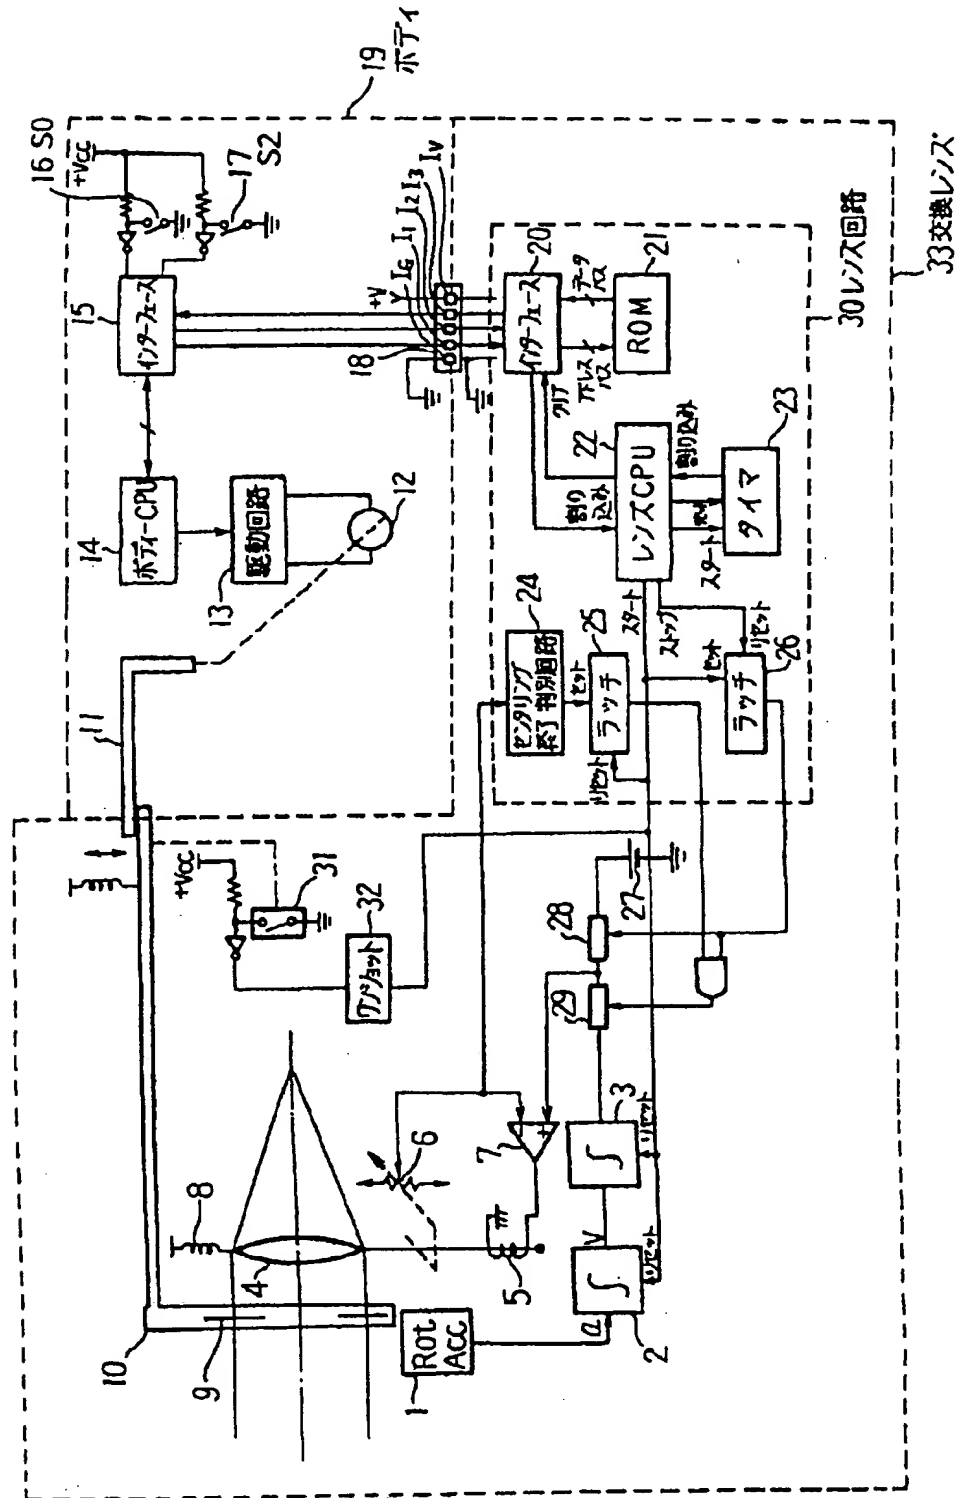 19 ボディ
16 S0
+Vcc
17
S2
15
インターフェース
14
ボディーCPU
13
駆動回路
12
11
18
IG
I1
I2
I3
IV
+V
20
インターフェース
データ
バス
アドレス
バス
21
ROM
クリア
割り
込み
22
レンズCPU
割り込み
スタート
23
タイマ
24
センタリング
終了判別回路
セット
25
ラッチ
リセット
スタート
ストップ
セット
リセット
26
ラッチ
30レンズ回路
33交換レンズ
+Vcc
31
32
ワンショット
27
28
29
10
9
8
4
5
6
7
1
Rot
Acc
a
2
∫
リセット
V
3
∫
リセット